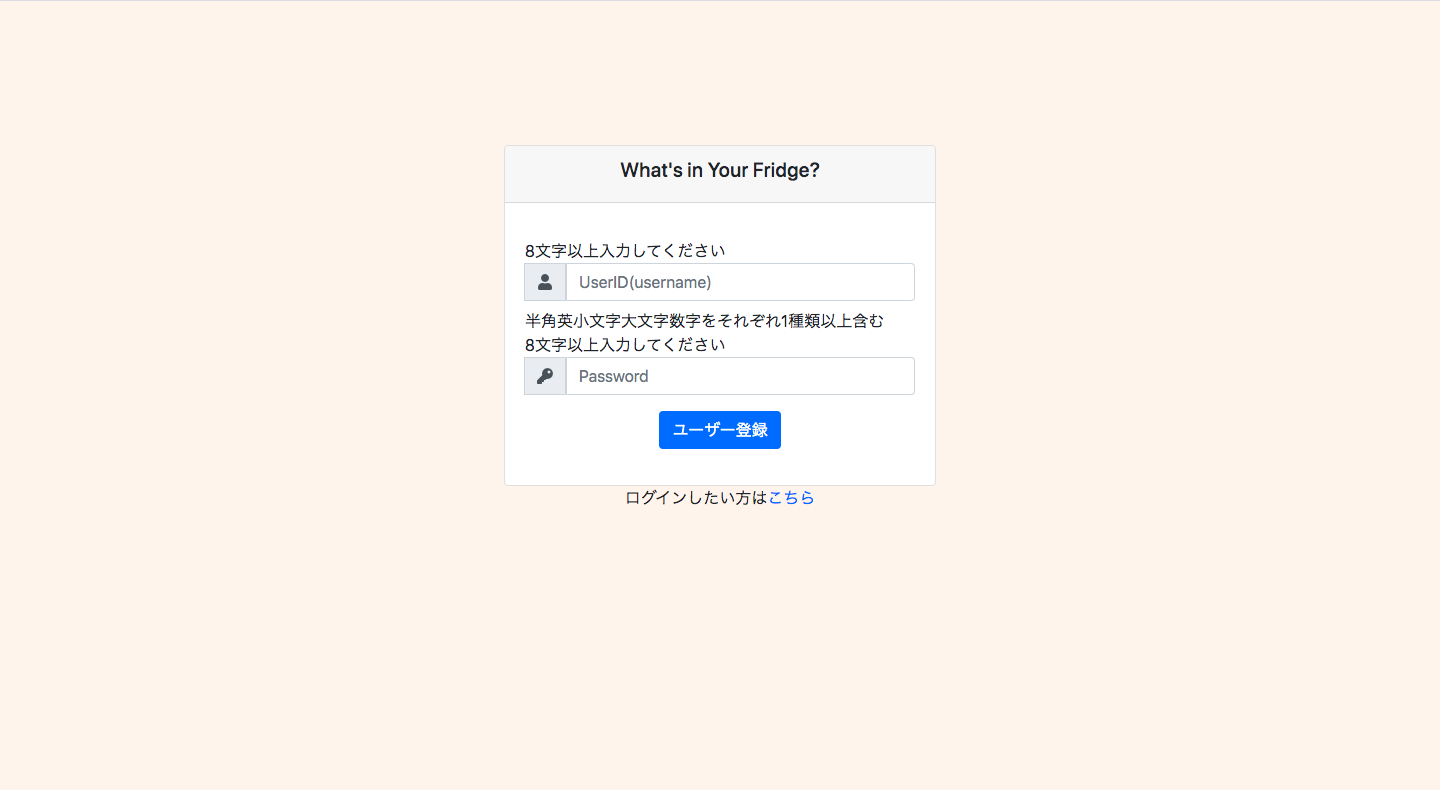 What's in Your Fridge?
8文字以上入力してください
UserID(username)
半角英小文字大文字数字をそれぞれ1種類以上含む
8文字以上入力してください
Password
ユーザー登録
ログインしたい方はこちら